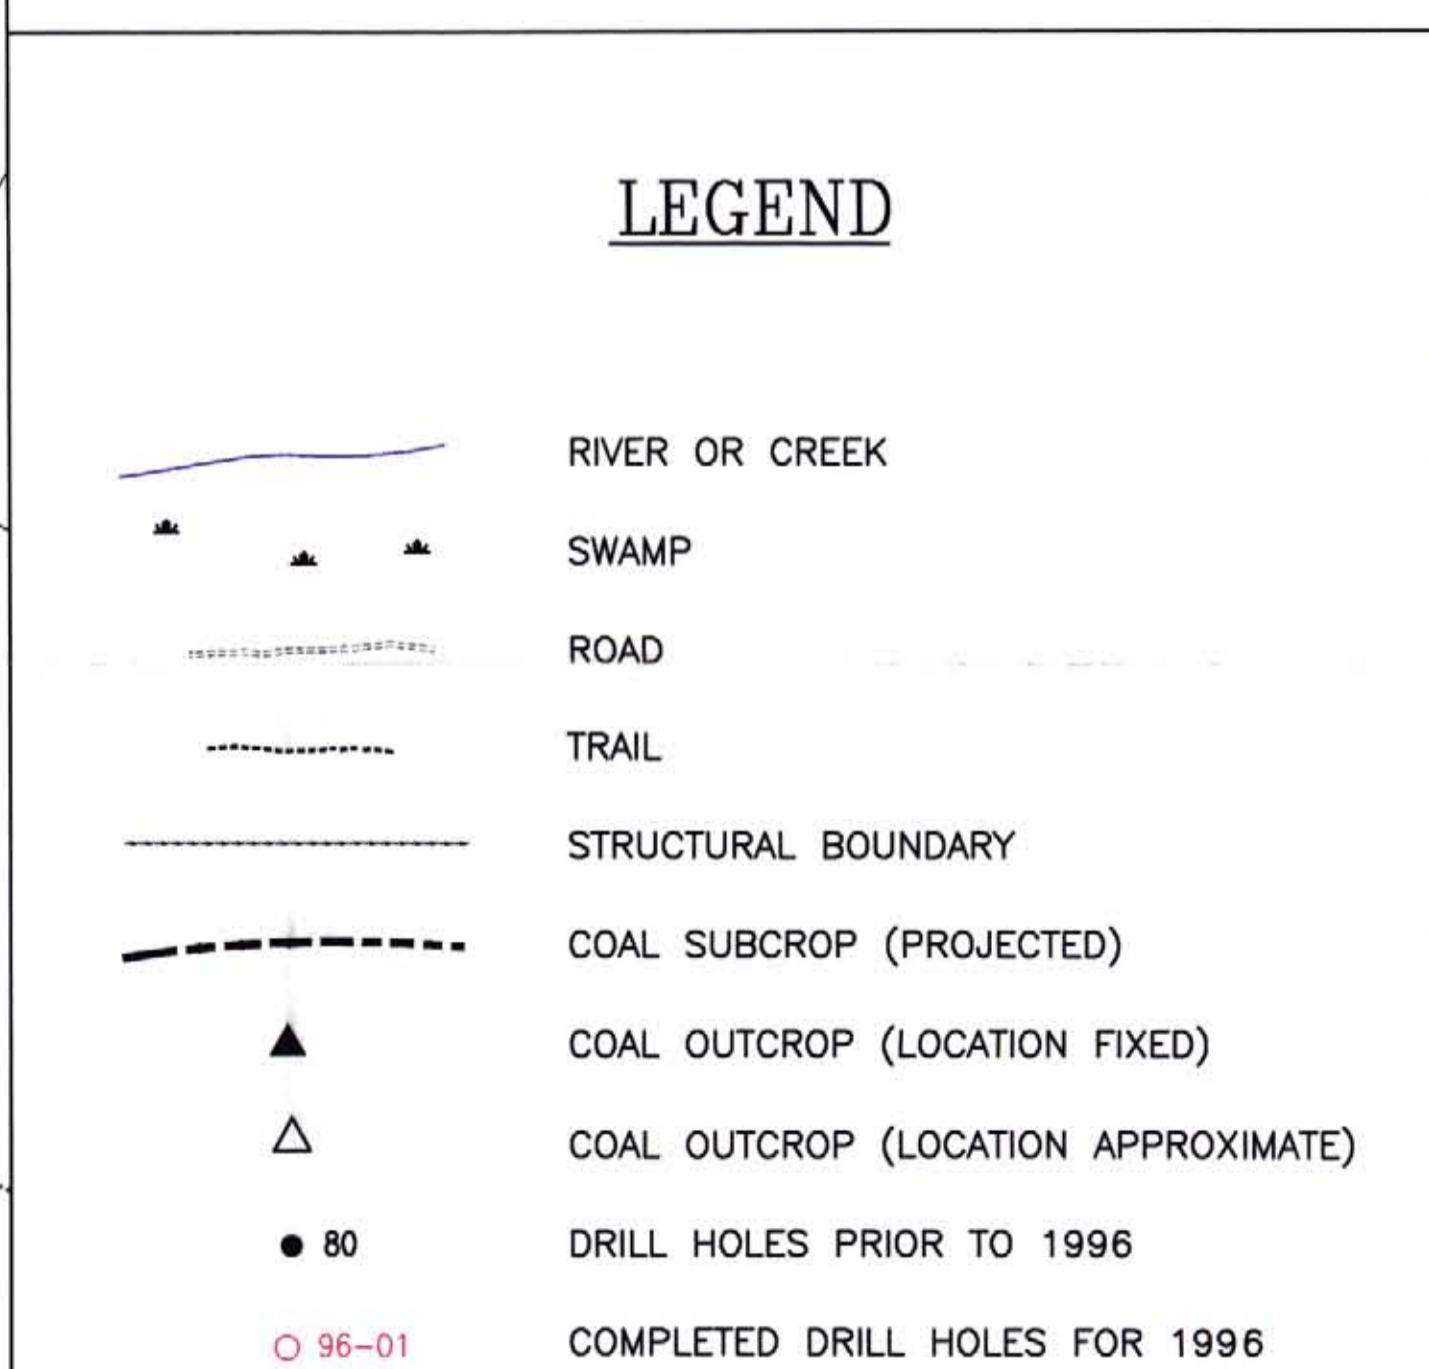 LEGEND
RIVER OR CREEK
SWAMP
ROAD
TRAIL
STRUCTURAL BOUNDARY
COAL SUBCROP (PROJECTED)
COAL OUTCROP (LOCATION FIXED)
COAL OUTCROP (LOCATION APPROXIMATE)
80 DRILL HOLES PRIOR TO 1996
96-01 COMPLETED DRILL HOLES FOR 1996